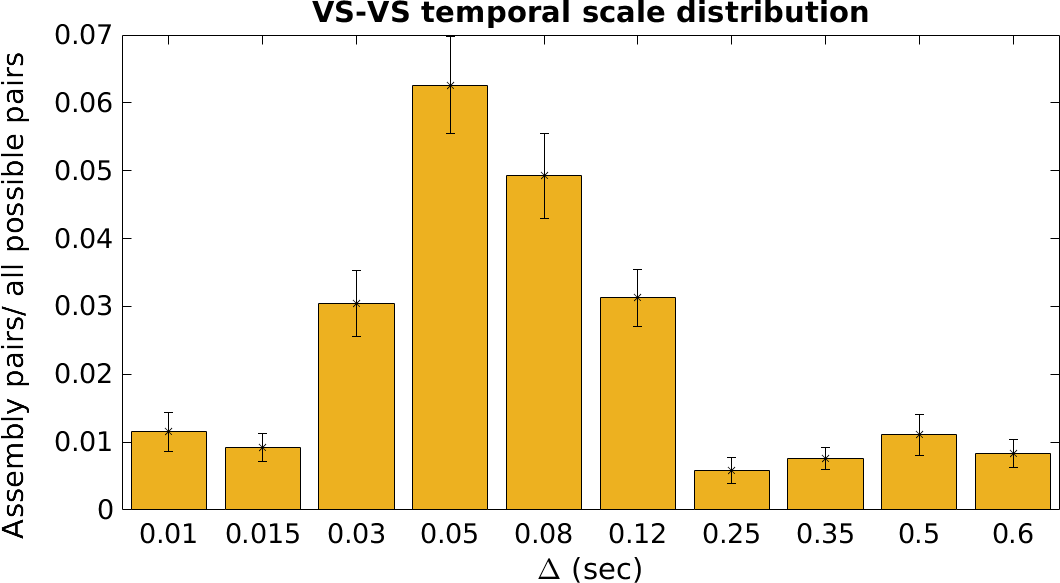 VS-VS temporal scale distribution
Assembly pairs/ all possible pairs
0.07
0.06
0.05
0.04
0.03
0.02
0.01
0
0.01 0.015 0.03 0.05 0.08 0.12 0.25 0.35 0.5 0.6
Δ (sec)